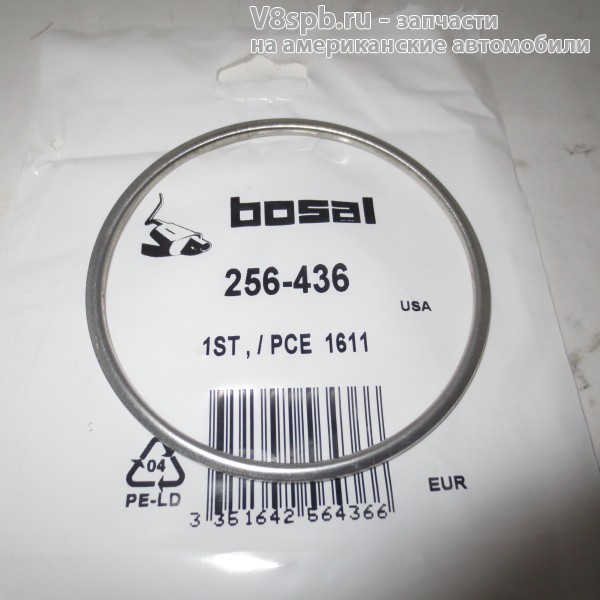 V8spb.ru - запчасти
на американские автомобили
bosal
256-436
USA
1ST , / PCE 1611
04
PE-LD
EUR
3 351642 564366